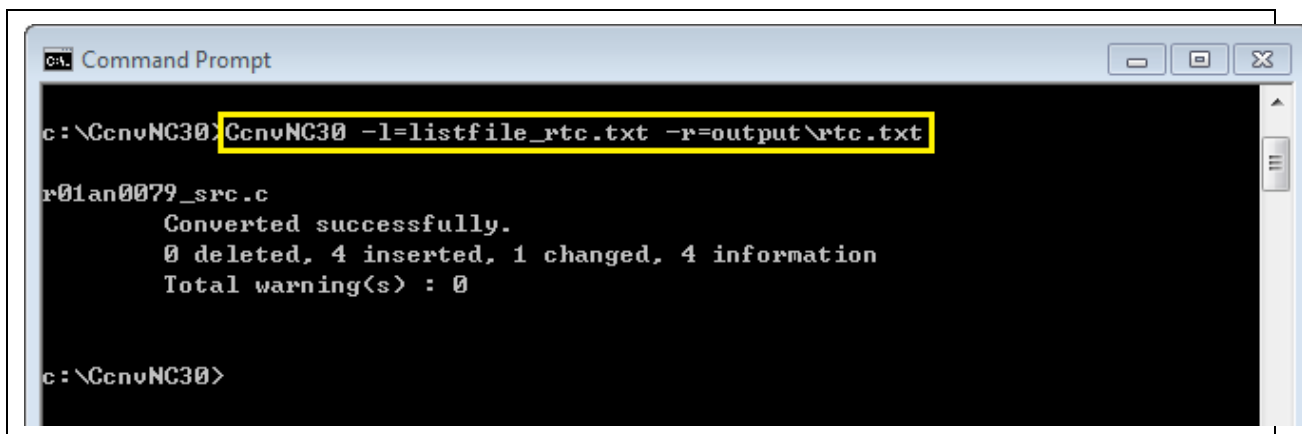 C:\. Command Prompt
c:\CcnvNC30>CcnvNC30 -l=listfile_rtc.txt -r=output\rtc.txt
r01an0079_src.c
Converted successfully.
0 deleted, 4 inserted, 1 changed, 4 information
Total warning(s) : 0
c:\CcnvNC30>